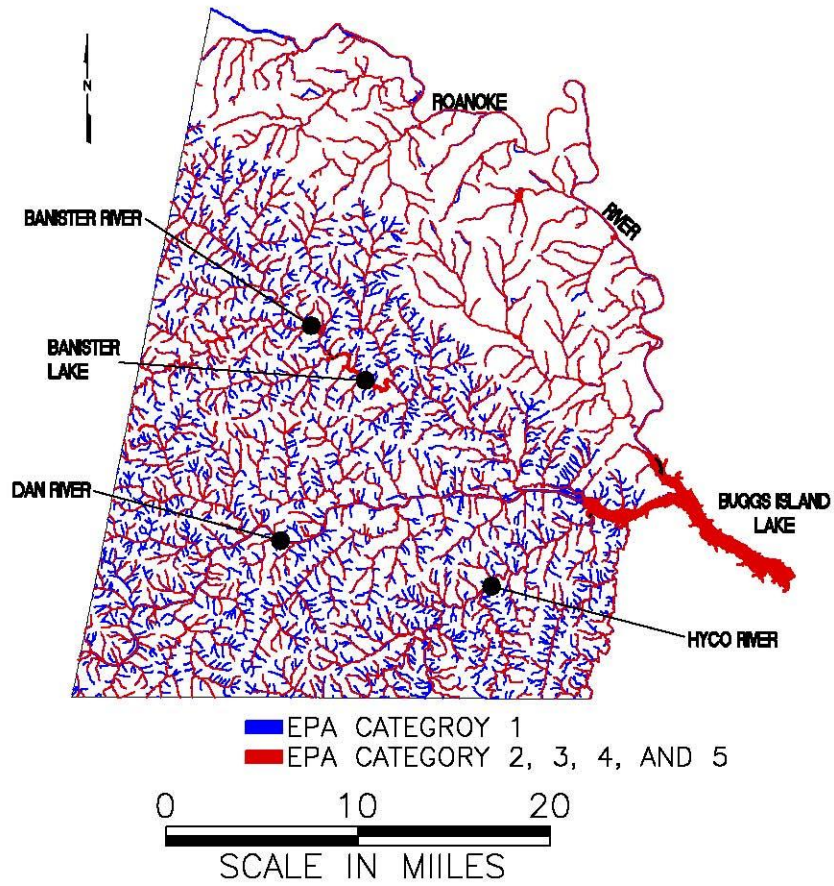 N
ROANOKE
RIVER
BANISTER RIVER
BANISTER
LAKE
DAN RIVER
BUGGS ISLAND
LAKE
HYCO RIVER
EPA CATEGROY 1
EPA CATEGORY 2, 3, 4, AND 5
0 10 20
SCALE IN MIILES